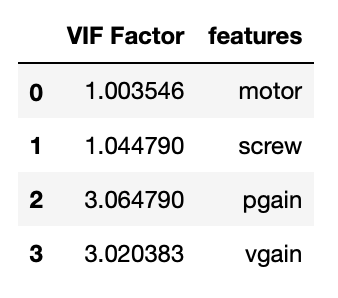 VIF Factor features
0 1.003546 motor
1 1.044790 screw
2 3.064790 pgain
3 3.020383 vgain